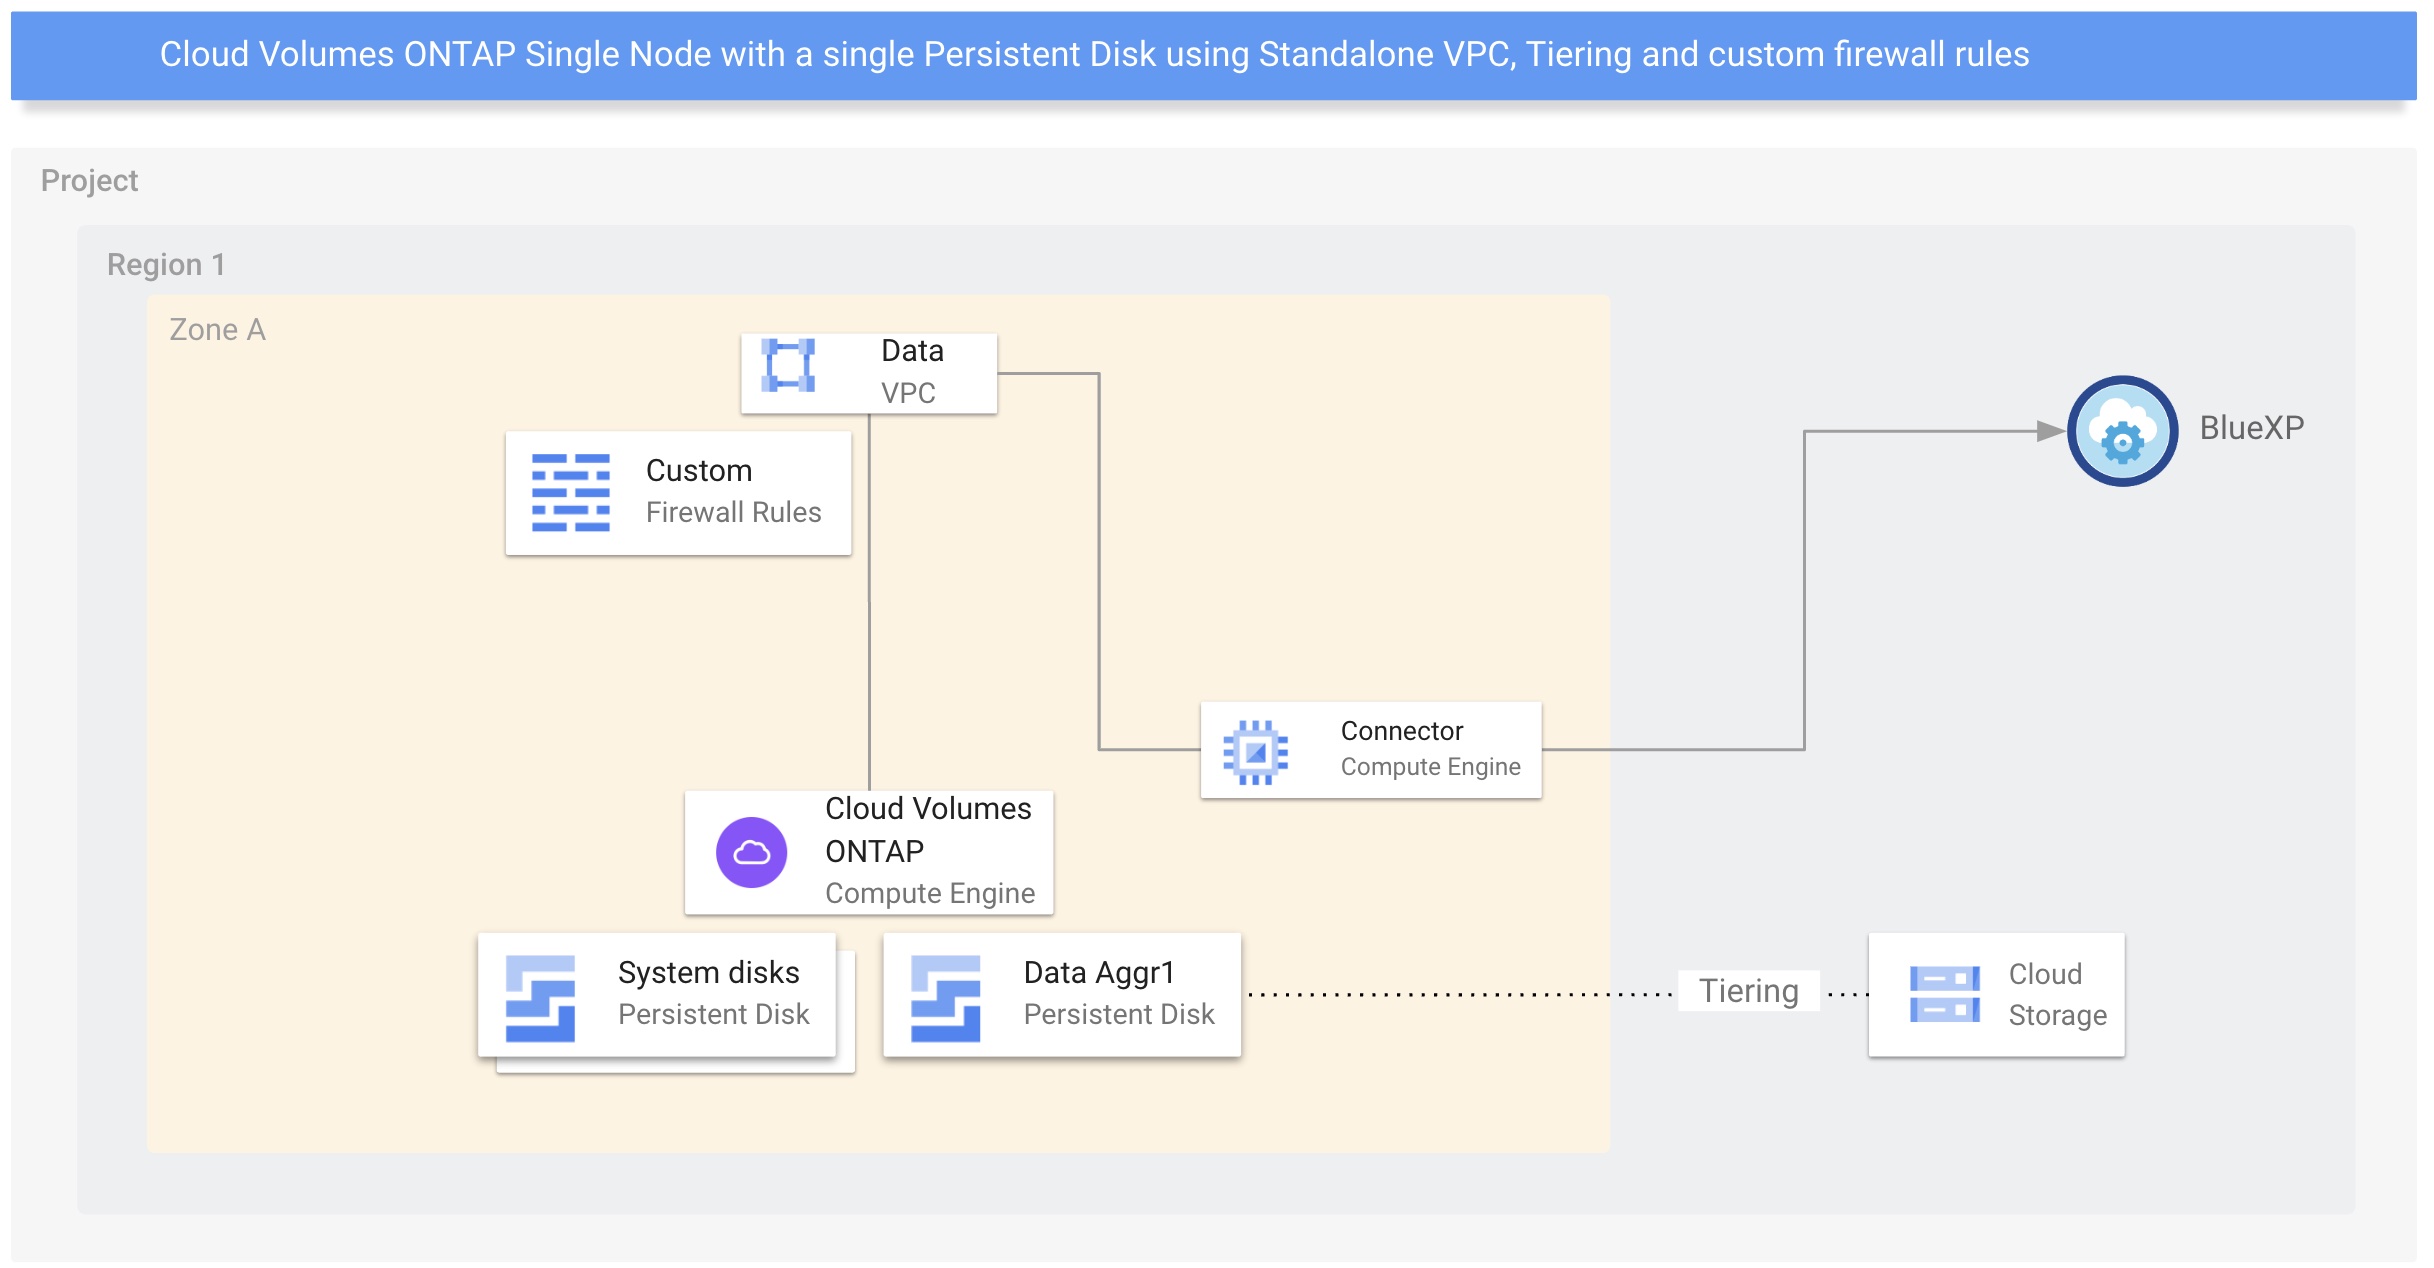 Cloud Volumes ONTAP Single Node with a single Persistent Disk using Standalone VPC, Tiering and custom firewall rules
Project
Region 1
Zone A
Data
VPC
Custom
Firewall Rules
BlueXP
Connector
Compute Engine
Cloud Volumes
ONTAP
Compute Engine
System disks
Persistent Disk
Data Aggr1
Persistent Disk
Tiering
Cloud
Storage